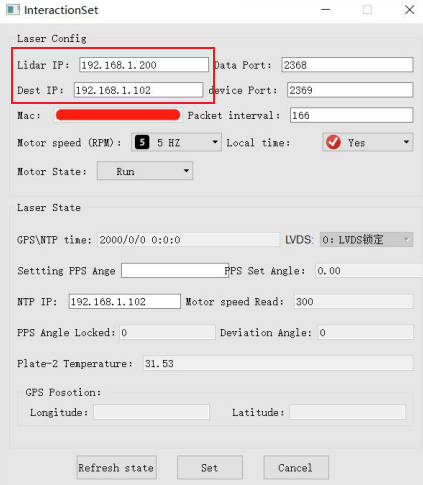 InteractionSet
Laser Config
Lidar IP: 192.168.1.200 Data Port: 2368
Dest IP: 192.168.1.102 device Port: 2369
Mac: Packet interval: 166
Motor speed (RPM): 5 5 HZ Local time: Yes
Motor State: Run
Laser State
GPS\NTP time: 2000/0/0 0:0:0 LVDS: 0: LVDS锁定
Settting PPS Ange PPS Set Angle: 0.00
NTP IP: 192.168.1.102 Motor speed Read: 300
PPS Angle Locked: 0 Deviation Angle: 0
Plate-2 Temperature: 31.53
GPS Posotion:
Longitude: Latitude:
Refresh state Set Cancel